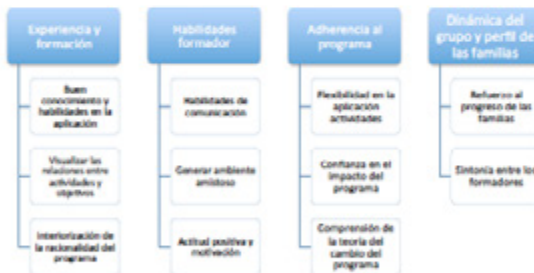 Experiencia y
formación
Buen
conocimiento y
habilidades en la
aplicación
Visualizar las
relaciones entre
actividades y
objetivos
Interiorización de
la racionalidad del
programa
Habilidades
formador
Habilidades de
comunicación
Generar ambiente
amistoso
Actitud positiva y
motivación
Adherencia al
programa
Flexibilidad en la
aplicación
actividades
Confianza en el
impacto del
programa
Comprensión de
la teoría del
cambio del
programa
Dinámica del
grupo y perfil de
las familias
Refuerzo al
progreso de las
familias
Sintonía entre los
formadores